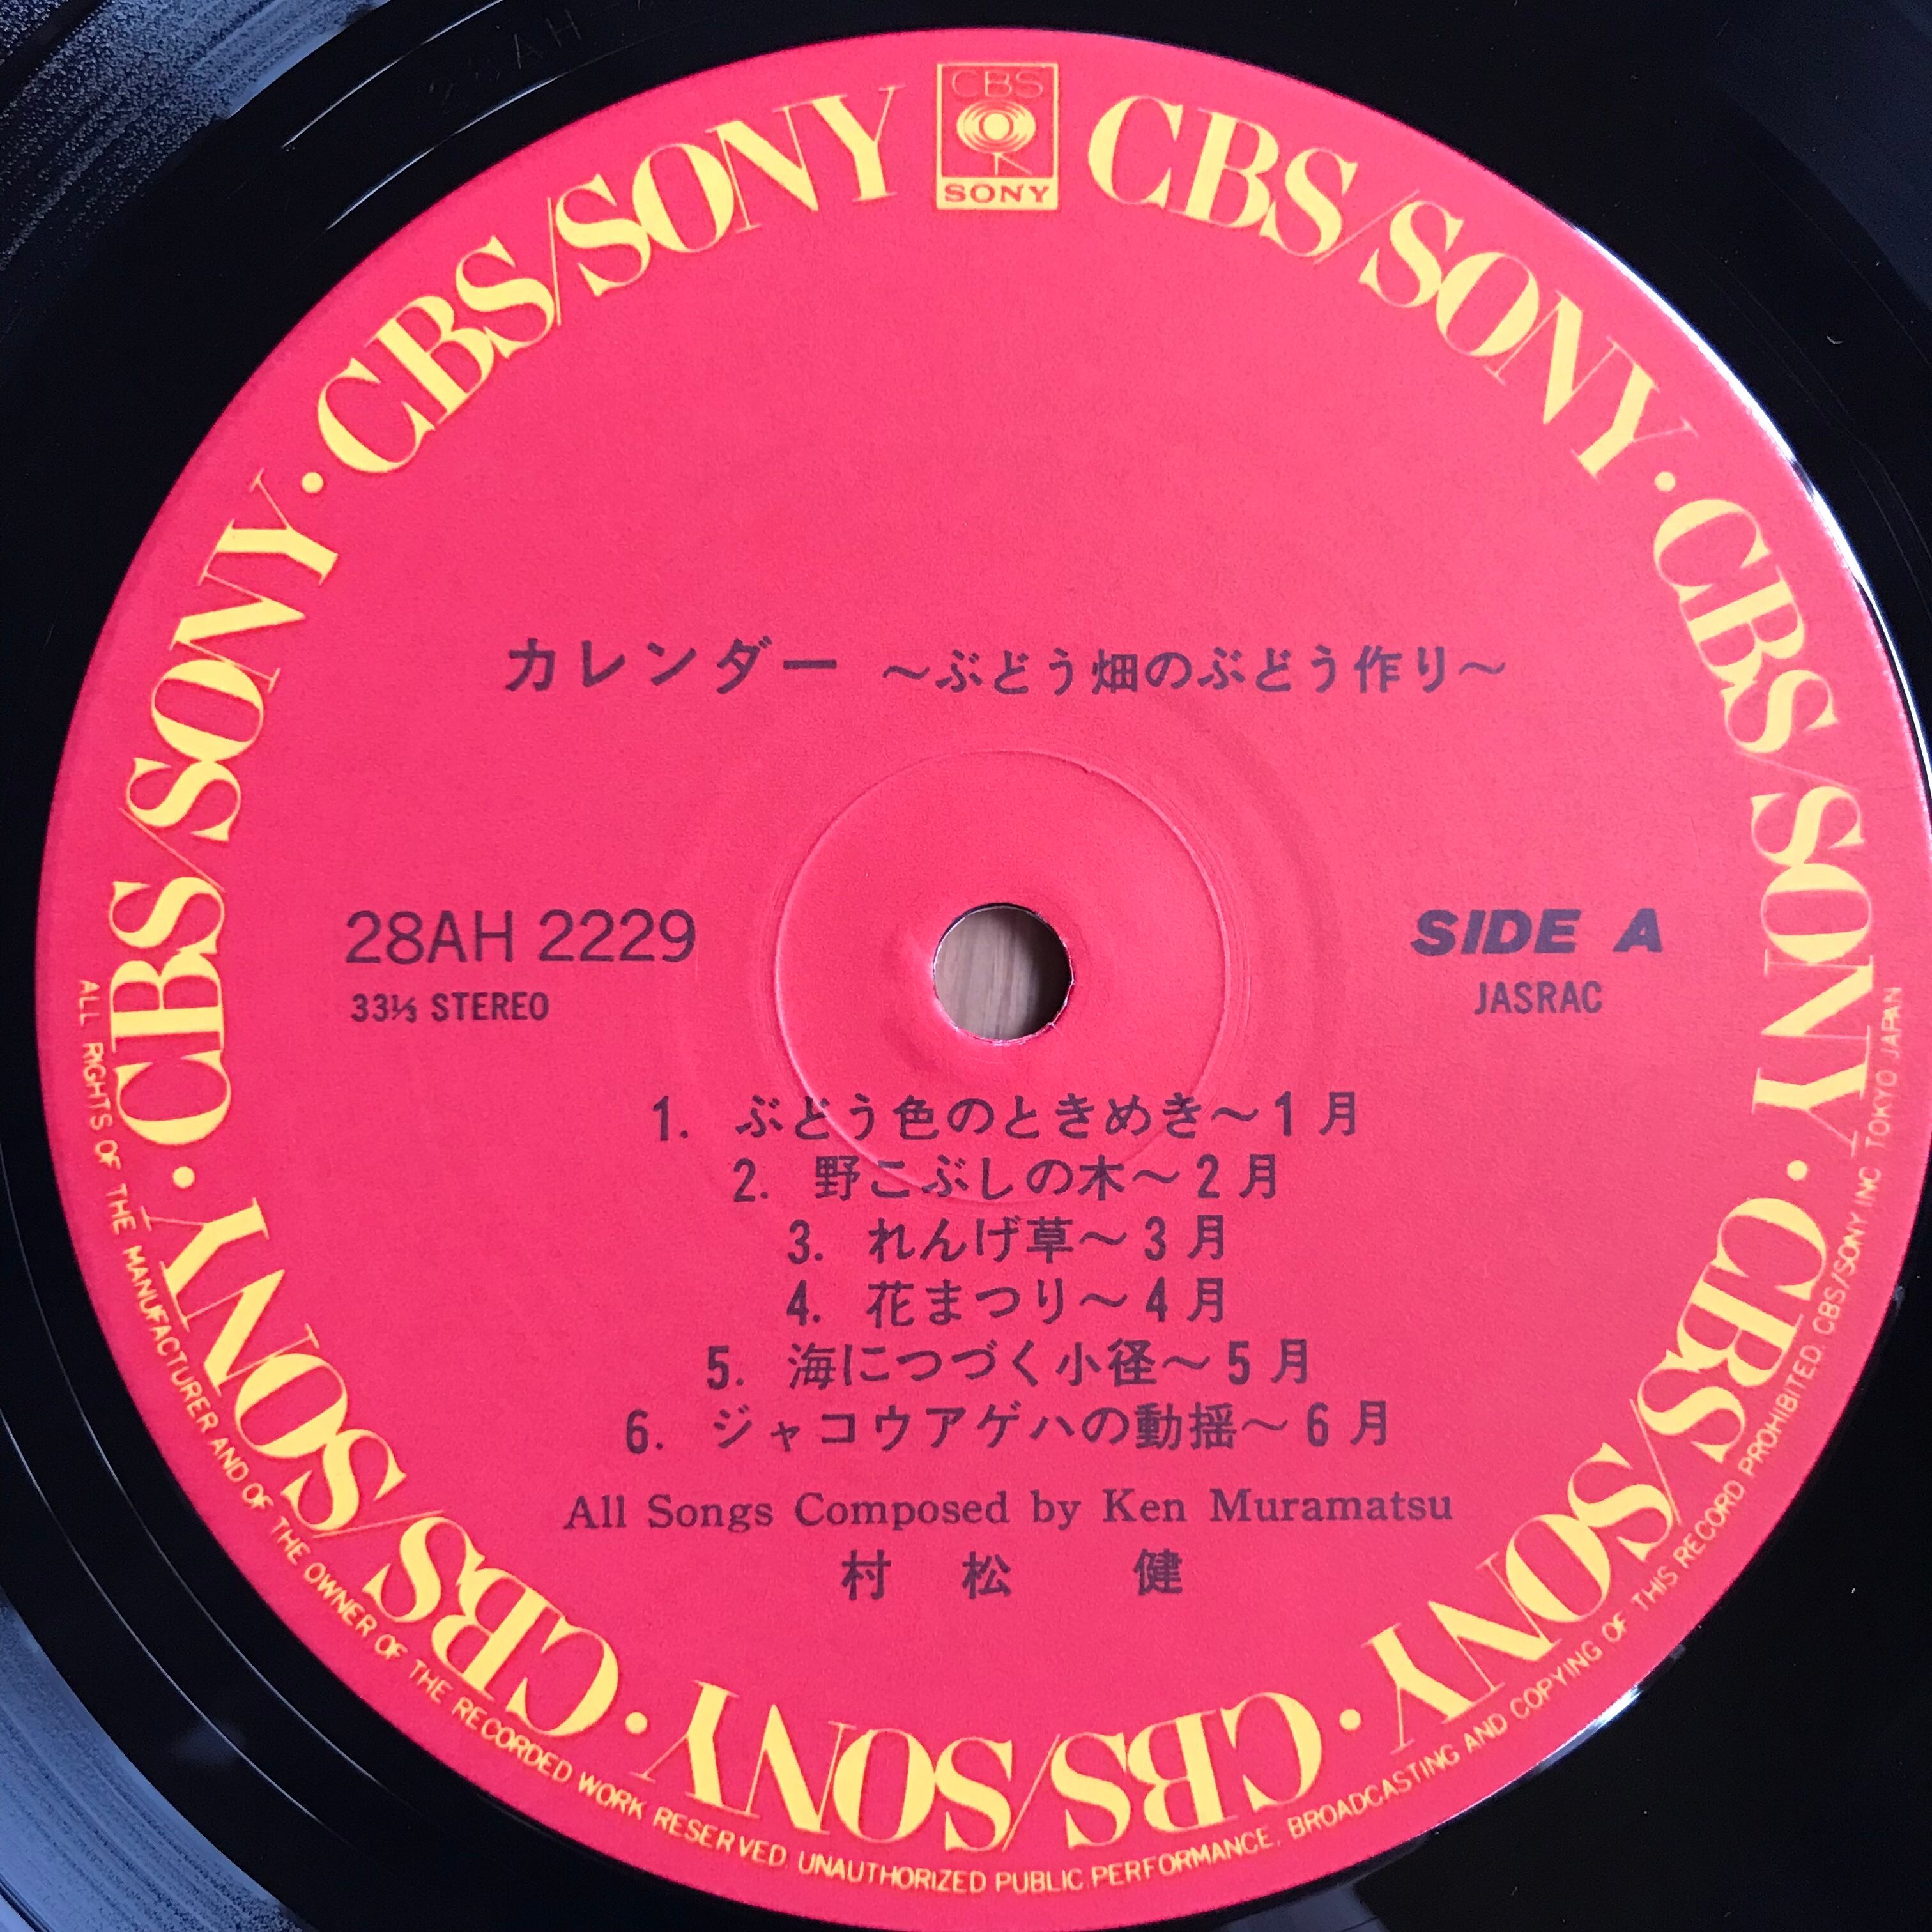 CBS
SONY
CBS/SONY · CBS/SONY · CBS/SONY · CBS/SONY · CBS/SONY · CBS/SONY · CBS/SONY
カレンダー ～ぶどう畑のぶどう作り～
28AH 2229
SIDE A
33⅓ STEREO
JASRAC
1. ぶどう色のときめき～1月
2. 野こぶしの木～2月
3. れんげ草～3月
4. 花まつり～4月
5. 海につづく小径～5月
6. ジャコウアゲハの動揺～6月
All Songs Composed by Ken Muramatsu
村松 健
ALL RIGHTS OF THE MANUFACTURER AND OF THE OWNER OF THE RECORDED WORK RESERVED. UNAUTHORIZED PUBLIC PERFORMANCE, BROADCASTING AND COPYING OF THIS RECORD PROHIBITED. CBS/SONY INC TOKYO JAPAN